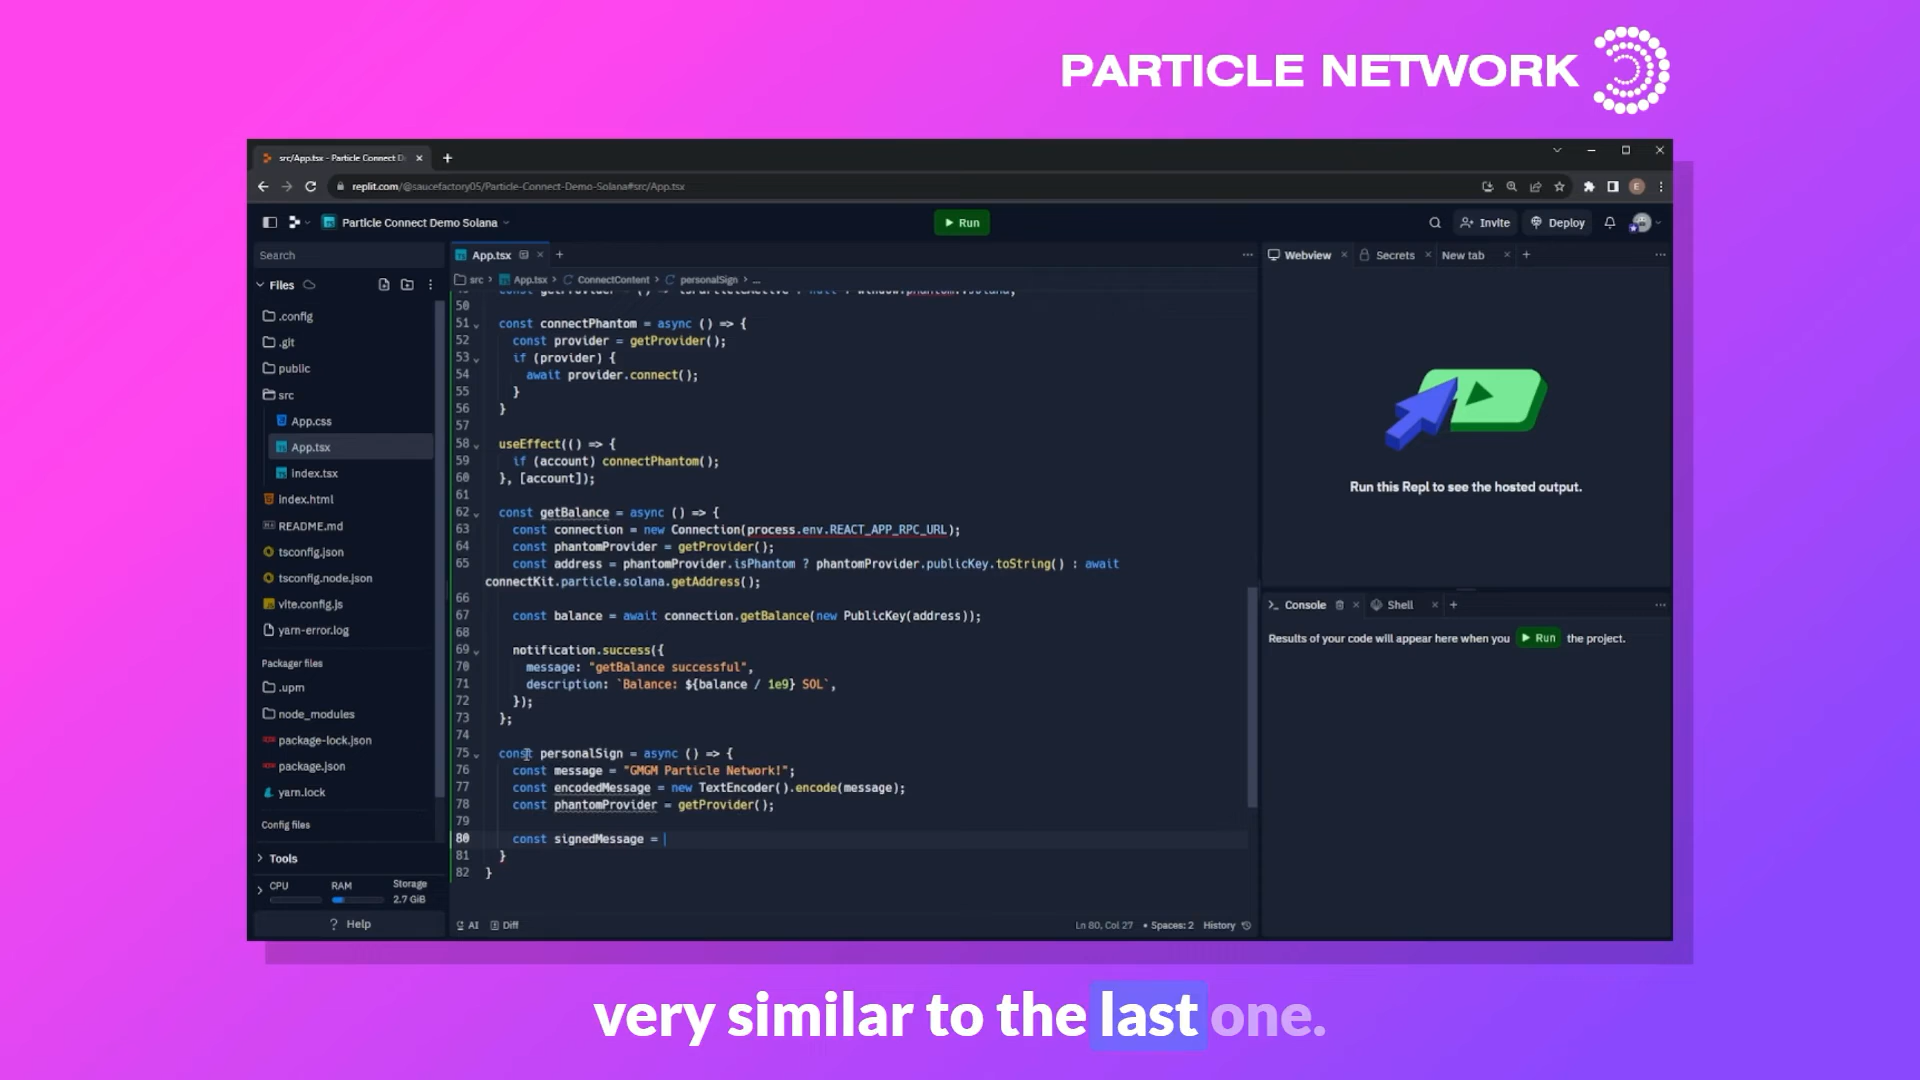 PARTICLE NETWORK
src/App.tsx - Particle Connect D
replit.com/@saucefactory05/Particle-Connect-Demo-Solana#src/App.tsx
E
Particle Connect Demo Solana
Run
Invite
Deploy
Search
Files
.config
.git
public
src
App.css
App.tsx
index.tsx
index.html
README.md
tsconfig.json
tsconfig.node.json
vite.config.js
yarn-error.log
Packager files
.upm
node_modules
package-lock.json
package.json
yarn.lock
Config files
Tools
CPU
RAM
Storage
2.7 GiB
? Help
App.tsx
src > App.tsx > ConnectContent > personalSign > ...
50
51 const connectPhantom = async () => {
52 const provider = getProvider();
53 if (provider) {
54 await provider.connect();
55 }
56 }
57
58 useEffect(() => {
59 if (account) connectPhantom();
60 }, [account]);
61
62 const getBalance = async () => {
63 const connection = new Connection(process.env.REACT_APP_RPC_URL);
64 const phantomProvider = getProvider();
65 const address = phantomProvider.isPhantom ? phantomProvider.publicKey.toString() : await
connectKit.particle.solana.getAddress();
66
67 const balance = await connection.getBalance(new PublicKey(address));
68
69 notification.success({
70 message: "getBalance successful",
71 description: `Balance: ${balance / 1e9} SOL`,
72 });
73 };
74
75 const personalSign = async () => {
76 const message = "GMGM Particle Network!";
77 const encodedMessage = new TextEncoder().encode(message);
78 const phantomProvider = getProvider();
79
80 const signedMessage =
81 }
82 }
AI
Diff
Ln 80, Col 27
• Spaces: 2
History
Webview
Secrets
New tab
Run this Repl to see the hosted output.
Console
Shell
Results of your code will appear here when you Run the project.
very similar to the last one.